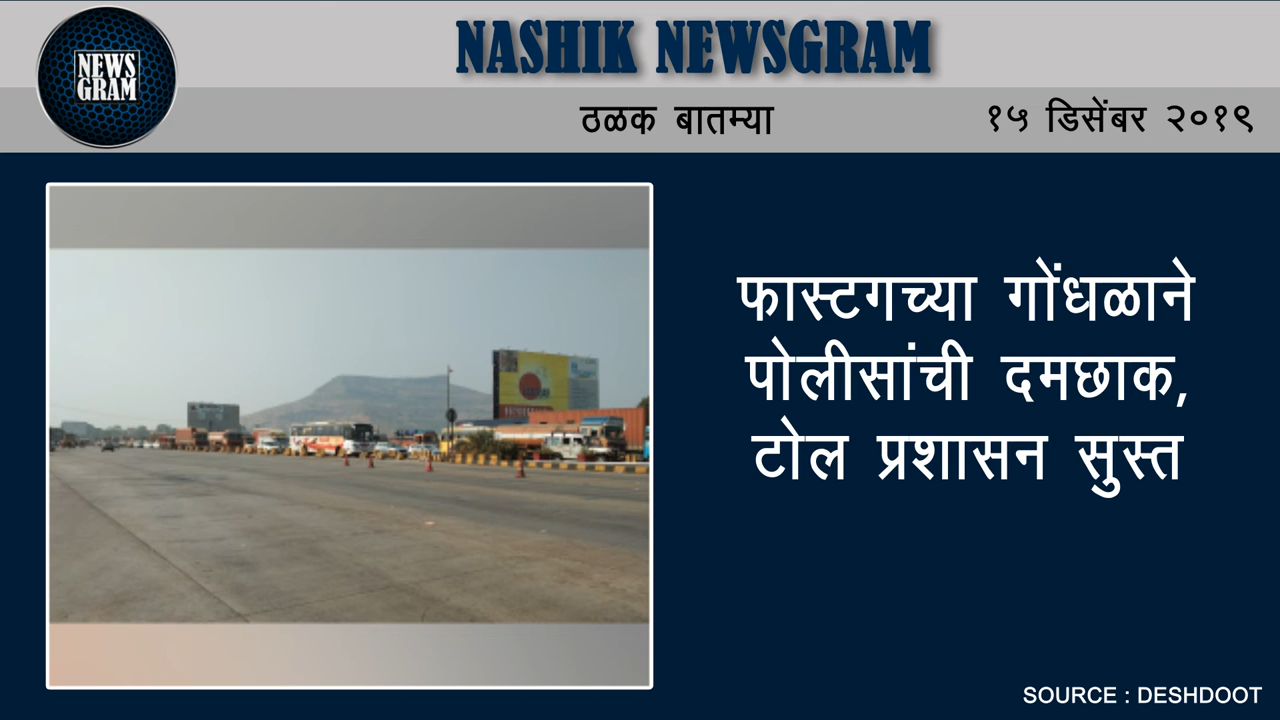 NEWS
GRAM
NASHIK NEWSGRAM
ठळक बातम्या
१५ डिसेंबर २०१९
फास्टगच्या गोंधळाने
पोलीसांची दमछाक,
टोल प्रशासन सुस्त
SOURCE : DESHDOOT